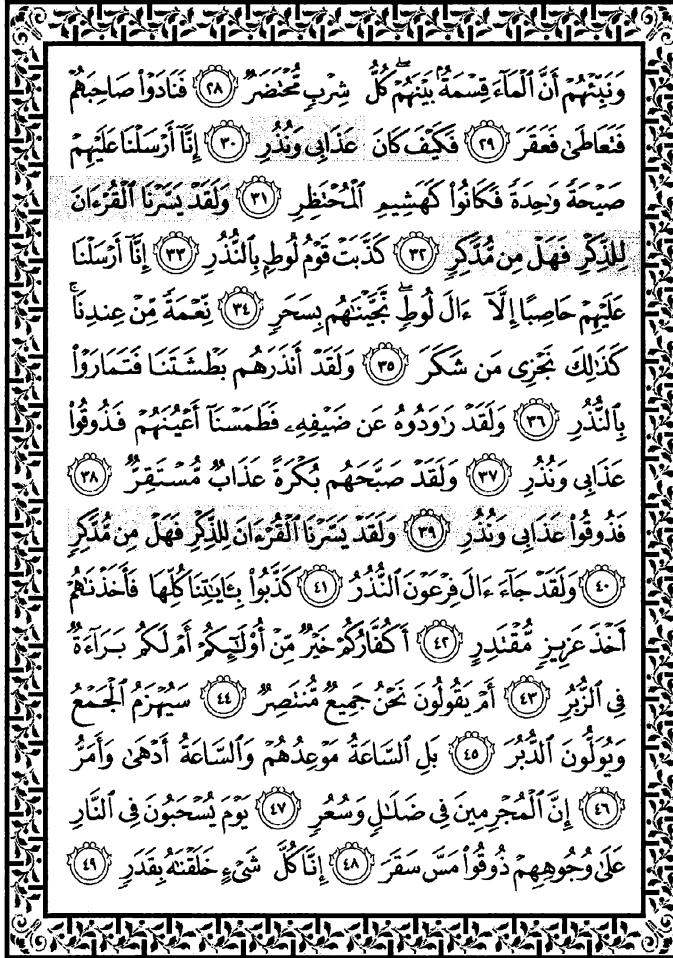 وَنَبِّئْهُمْ أَنَّ ٱلْمَآءَ قِسْمَةٌۢ بَيْنَهُمْ ۖ كُلُّ شِرْبٍ مُّحْتَضَرٌ ٢٨ فَنَادَوْا۟ صَاحِبَهُمْ
فَتَعَاطَىٰ فَعَقَرَ ٢٩ فَكَيْفَ كَانَ عَذَابِى وَنُذُرِ ٣٠ إِنَّآ أَرْسَلْنَا عَلَيْهِمْ
صَيْحَةً وَٰحِدَةً فَكَانُوا۟ كَهَشِيمِ ٱلْمُحْتَظِرِ ٣١ وَلَقَدْ يَسَّرْنَا ٱلْقُرْءَانَ
لِلذِّكْرِ فَهَلْ مِن مُّدَّكِرٍ ٣٢ كَذَّبَتْ قَوْمُ لُوطٍۭ بِٱلنُّذُرِ ٣٣ إِنَّآ أَرْسَلْنَا
عَلَيْهِمْ حَاصِبًا إِلَّآ ءَالَ لُوطٍ ۖ نَّجَّيْنَٰهُم بِسَحَرٍ ٣٤ نِّعْمَةً مِّنْ عِندِنَا ۚ
كَذَٰلِكَ نَجْزِى مَن شَكَرَ ٣٥ وَلَقَدْ أَنذَرَهُم بَطْشَتَنَا فَتَمَارَوْا۟
بِٱلنُّذُرِ ٣٦ وَلَقَدْ رَٰوَدُوهُ عَن ضَيْفِهِۦ فَطَمَسْنَآ أَعْيُنَهُمْ فَذُوقُوا۟
عَذَابِى وَنُذُرِ ٣٧ وَلَقَدْ صَبَّحَهُم بُكْرَةً عَذَابٌ مُّسْتَقِرٌّ ٣٨
فَذُوقُوا۟ عَذَابِى وَنُذُرِ ٣٩ وَلَقَدْ يَسَّرْنَا ٱلْقُرْءَانَ لِلذِّكْرِ فَهَلْ مِن مُّدَّكِرٍ
٤٠ وَلَقَدْ جَآءَ ءَالَ فِرْعَوْنَ ٱلنُّذُرُ ٤١ كَذَّبُوا۟ بِـَٔايَٰتِنَا كُلِّهَا فَأَخَذْنَٰهُمْ
أَخْذَ عَزِيزٍ مُّقْتَدِرٍ ٤٢ أَكُفَّارُكُمْ خَيْرٌ مِّنْ أُو۟لَٰٓئِكُمْ أَمْ لَكُم بَرَآءَةٌ
فِى ٱلزُّبُرِ ٤٣ أَمْ يَقُولُونَ نَحْنُ جَمِيعٌ مُّنتَصِرٌ ٤٤ سَيُهْزَمُ ٱلْجَمْعُ
وَيُوَلُّونَ ٱلدُّبُرَ ٤٥ بَلِ ٱلسَّاعَةُ مَوْعِدُهُمْ وَٱلسَّاعَةُ أَدْهَىٰ وَأَمَرُّ
٤٦ إِنَّ ٱلْمُجْرِمِينَ فِى ضَلَٰلٍ وَسُعُرٍ ٤٧ يَوْمَ يُسْحَبُونَ فِى ٱلنَّارِ
عَلَىٰ وُجُوهِهِمْ ذُوقُوا۟ مَسَّ سَقَرَ ٤٨ إِنَّا كُلَّ شَىْءٍ خَلَقْنَٰهُ بِقَدَرٍ ٤٩